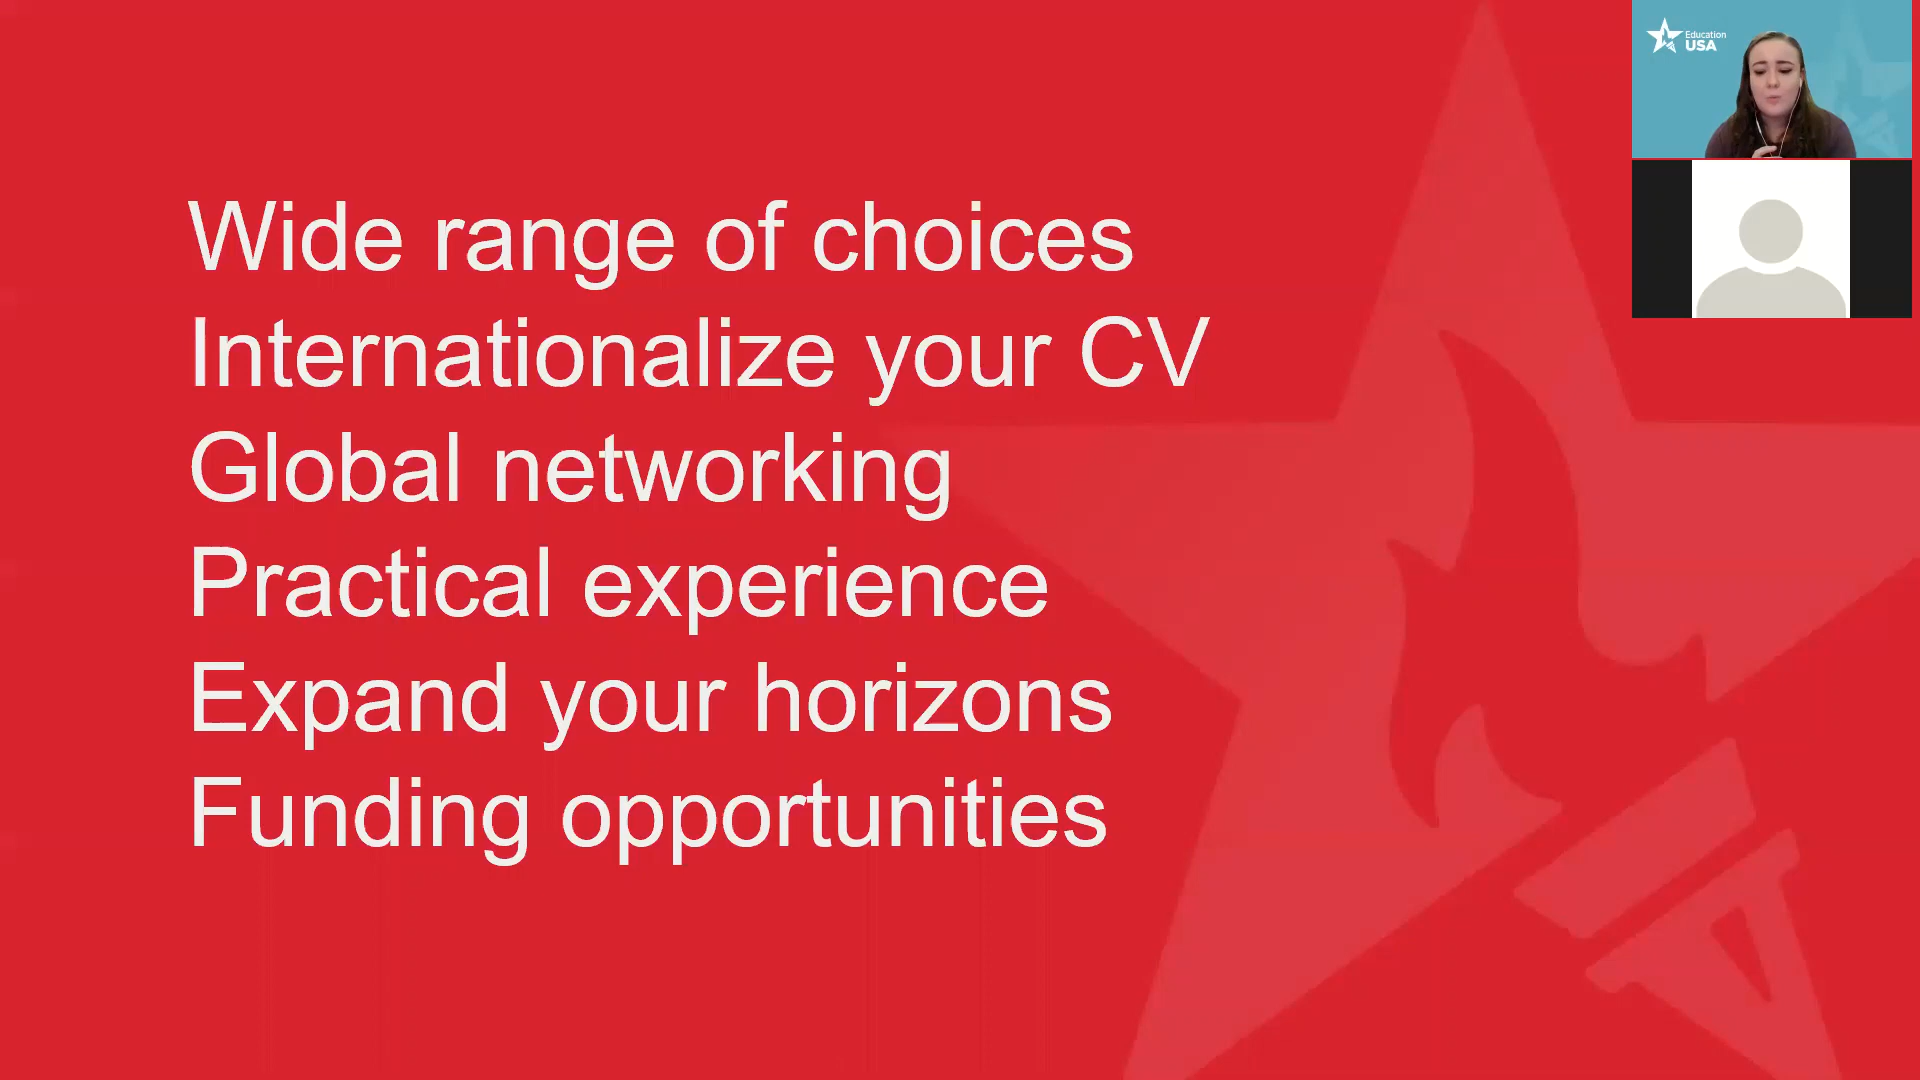 Education
USA
Wide range of choices
Internationalize your CV
Global networking
Practical experience
Expand your horizons
Funding opportunities